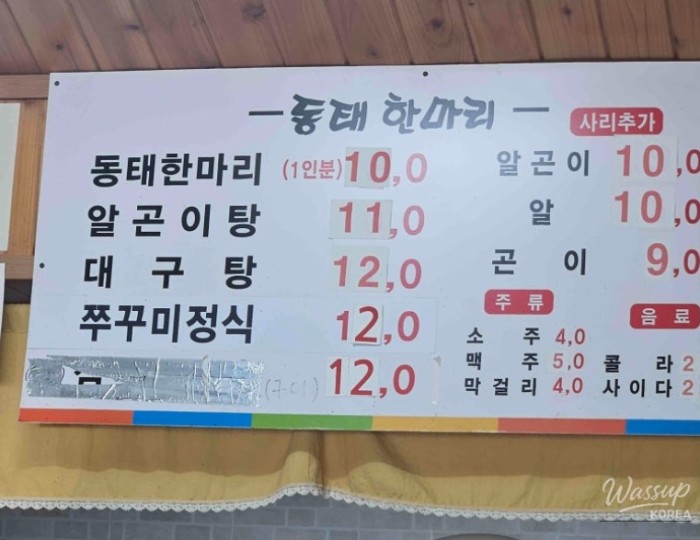 동태 한마리
동태한마리 (1인분) 10,0
알곤이탕 11,0
대구탕 12,0
쭈꾸미정식 12,0
(구이) 12,0
사리추가
알곤이 10,0
알 10,0
곤이 9,0
주류
소주 4,0
맥주 5,0
막걸리 4,0
음료
콜라 2
사이다 2
Wassup
KOREA